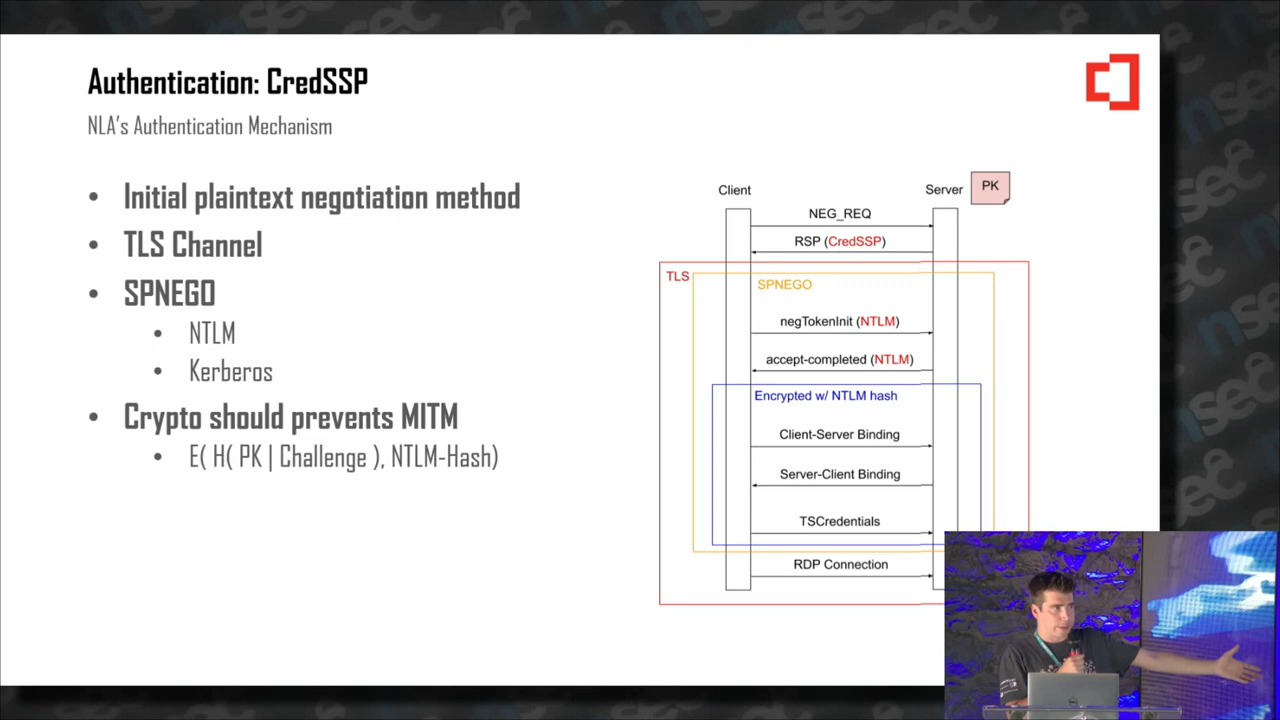 Authentication: CredSSP
NLA's Authentication Mechanism
• Initial plaintext negotiation method
• TLS Channel
• SPNEGO
• NTLM
• Kerberos
• Crypto should prevents MITM
• E( H( PK | Challenge ), NTLM-Hash)
Client
Server
PK
NEG_REQ
RSP (CredSSP)
TLS
SPNEGO
negTokenInit (NTLM)
accept-completed (NTLM)
Encrypted w/ NTLM hash
Client-Server Binding
Server-Client Binding
TSCredentials
RDP Connection
nsec